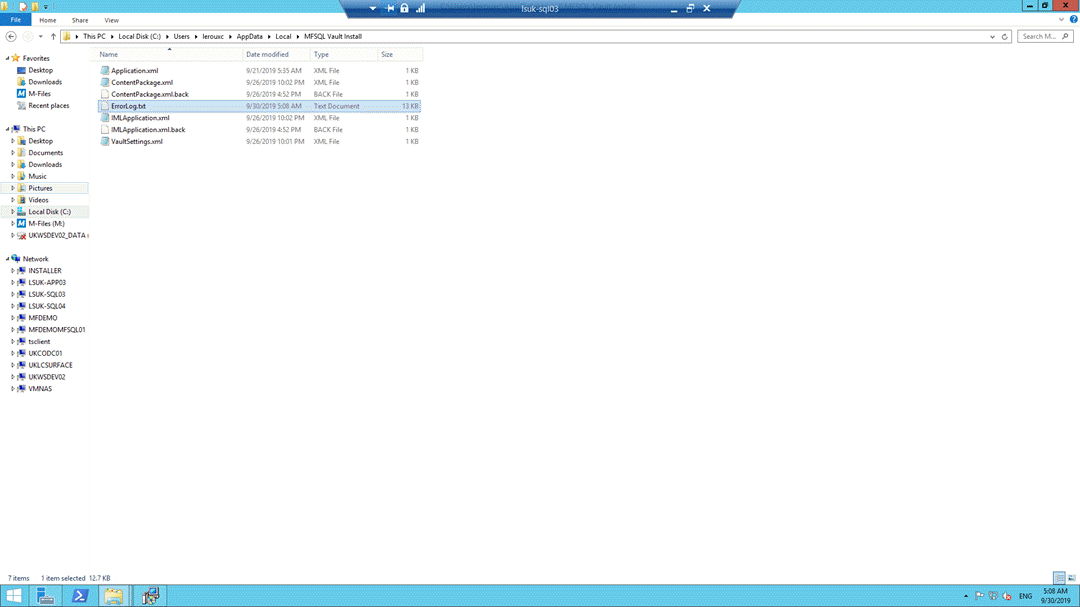 lsuk-sql03
File Home Share View
This PC Local Disk (C:) Users lerouxc AppData Local MFSQL Vault Install
Search M...
Name Date modified Type Size
Application.xml 9/21/2019 5:35 AM XML File 1 KB
ContentPackage.xml 9/26/2019 10:02 PM XML File 1 KB
ContentPackage.xml.back 9/26/2019 4:52 PM BACK File 1 KB
ErrorLog.txt 9/30/2019 5:08 AM Text Document 13 KB
IMLApplication.xml 9/26/2019 10:02 PM XML File 1 KB
IMLApplication.xml.back 9/26/2019 4:52 PM BACK File 1 KB
VaultSettings.xml 9/26/2019 10:01 PM XML File 1 KB
Favorites
Desktop
Downloads
M-Files
Recent places
This PC
Desktop
Documents
Downloads
Music
Pictures
Videos
Local Disk (C:)
M-Files (M:)
UKWSDEV02_DATA (
Network
INSTALLER
LSUK-APP03
LSUK-SQL03
LSUK-SQL04
MFDEMO
MFDEMOMFSQL01
tsclient
UKCODC01
UKLCSURFACE
UKWSDEV02
VMNAS
7 items 1 item selected 12.7 KB
ENG
5:08 AM
9/30/2019